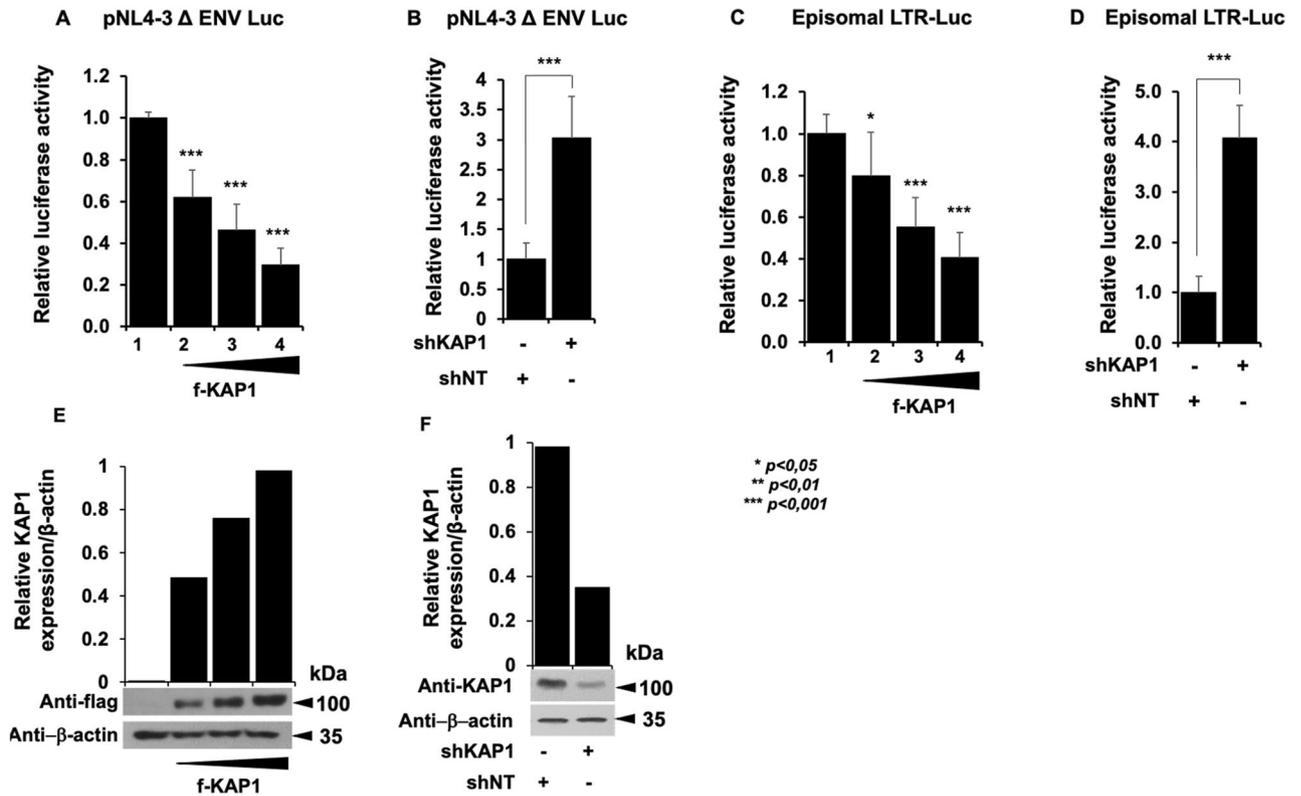 A pNL4-3 Δ ENV Luc
Relative luciferase activity
1.2
1.0
0.8
0.6
0.4
0.2
0.0
***
***
***
1 2 3 4
f-KAP1
B pNL4-3 Δ ENV Luc
Relative luciferase activity
4
3.5
3
2.5
2
1.5
1
0.5
0
***
shKAP1 - +
shNT + -
C Episomal LTR-Luc
Relative luciferase activity
1.2
1.0
0.8
0.6
0.4
0.2
0.0
*
***
***
1 2 3 4
f-KAP1
D Episomal LTR-Luc
Relative luciferase activity
5.0
4.0
3.0
2.0
1.0
0.0
***
shKAP1 - +
shNT + -
E
Relative KAP1
expression/β-actin
1
0.8
0.6
0.4
0.2
0
kDa
Anti-flag 100
Anti–β-actin 35
f-KAP1
F
Relative KAP1
expression/β-actin
1
0.8
0.6
0.4
0.2
0
kDa
Anti-KAP1 100
Anti–β–actin 35
shKAP1 - +
shNT + -
* p<0,05
** p<0,01
*** p<0,001